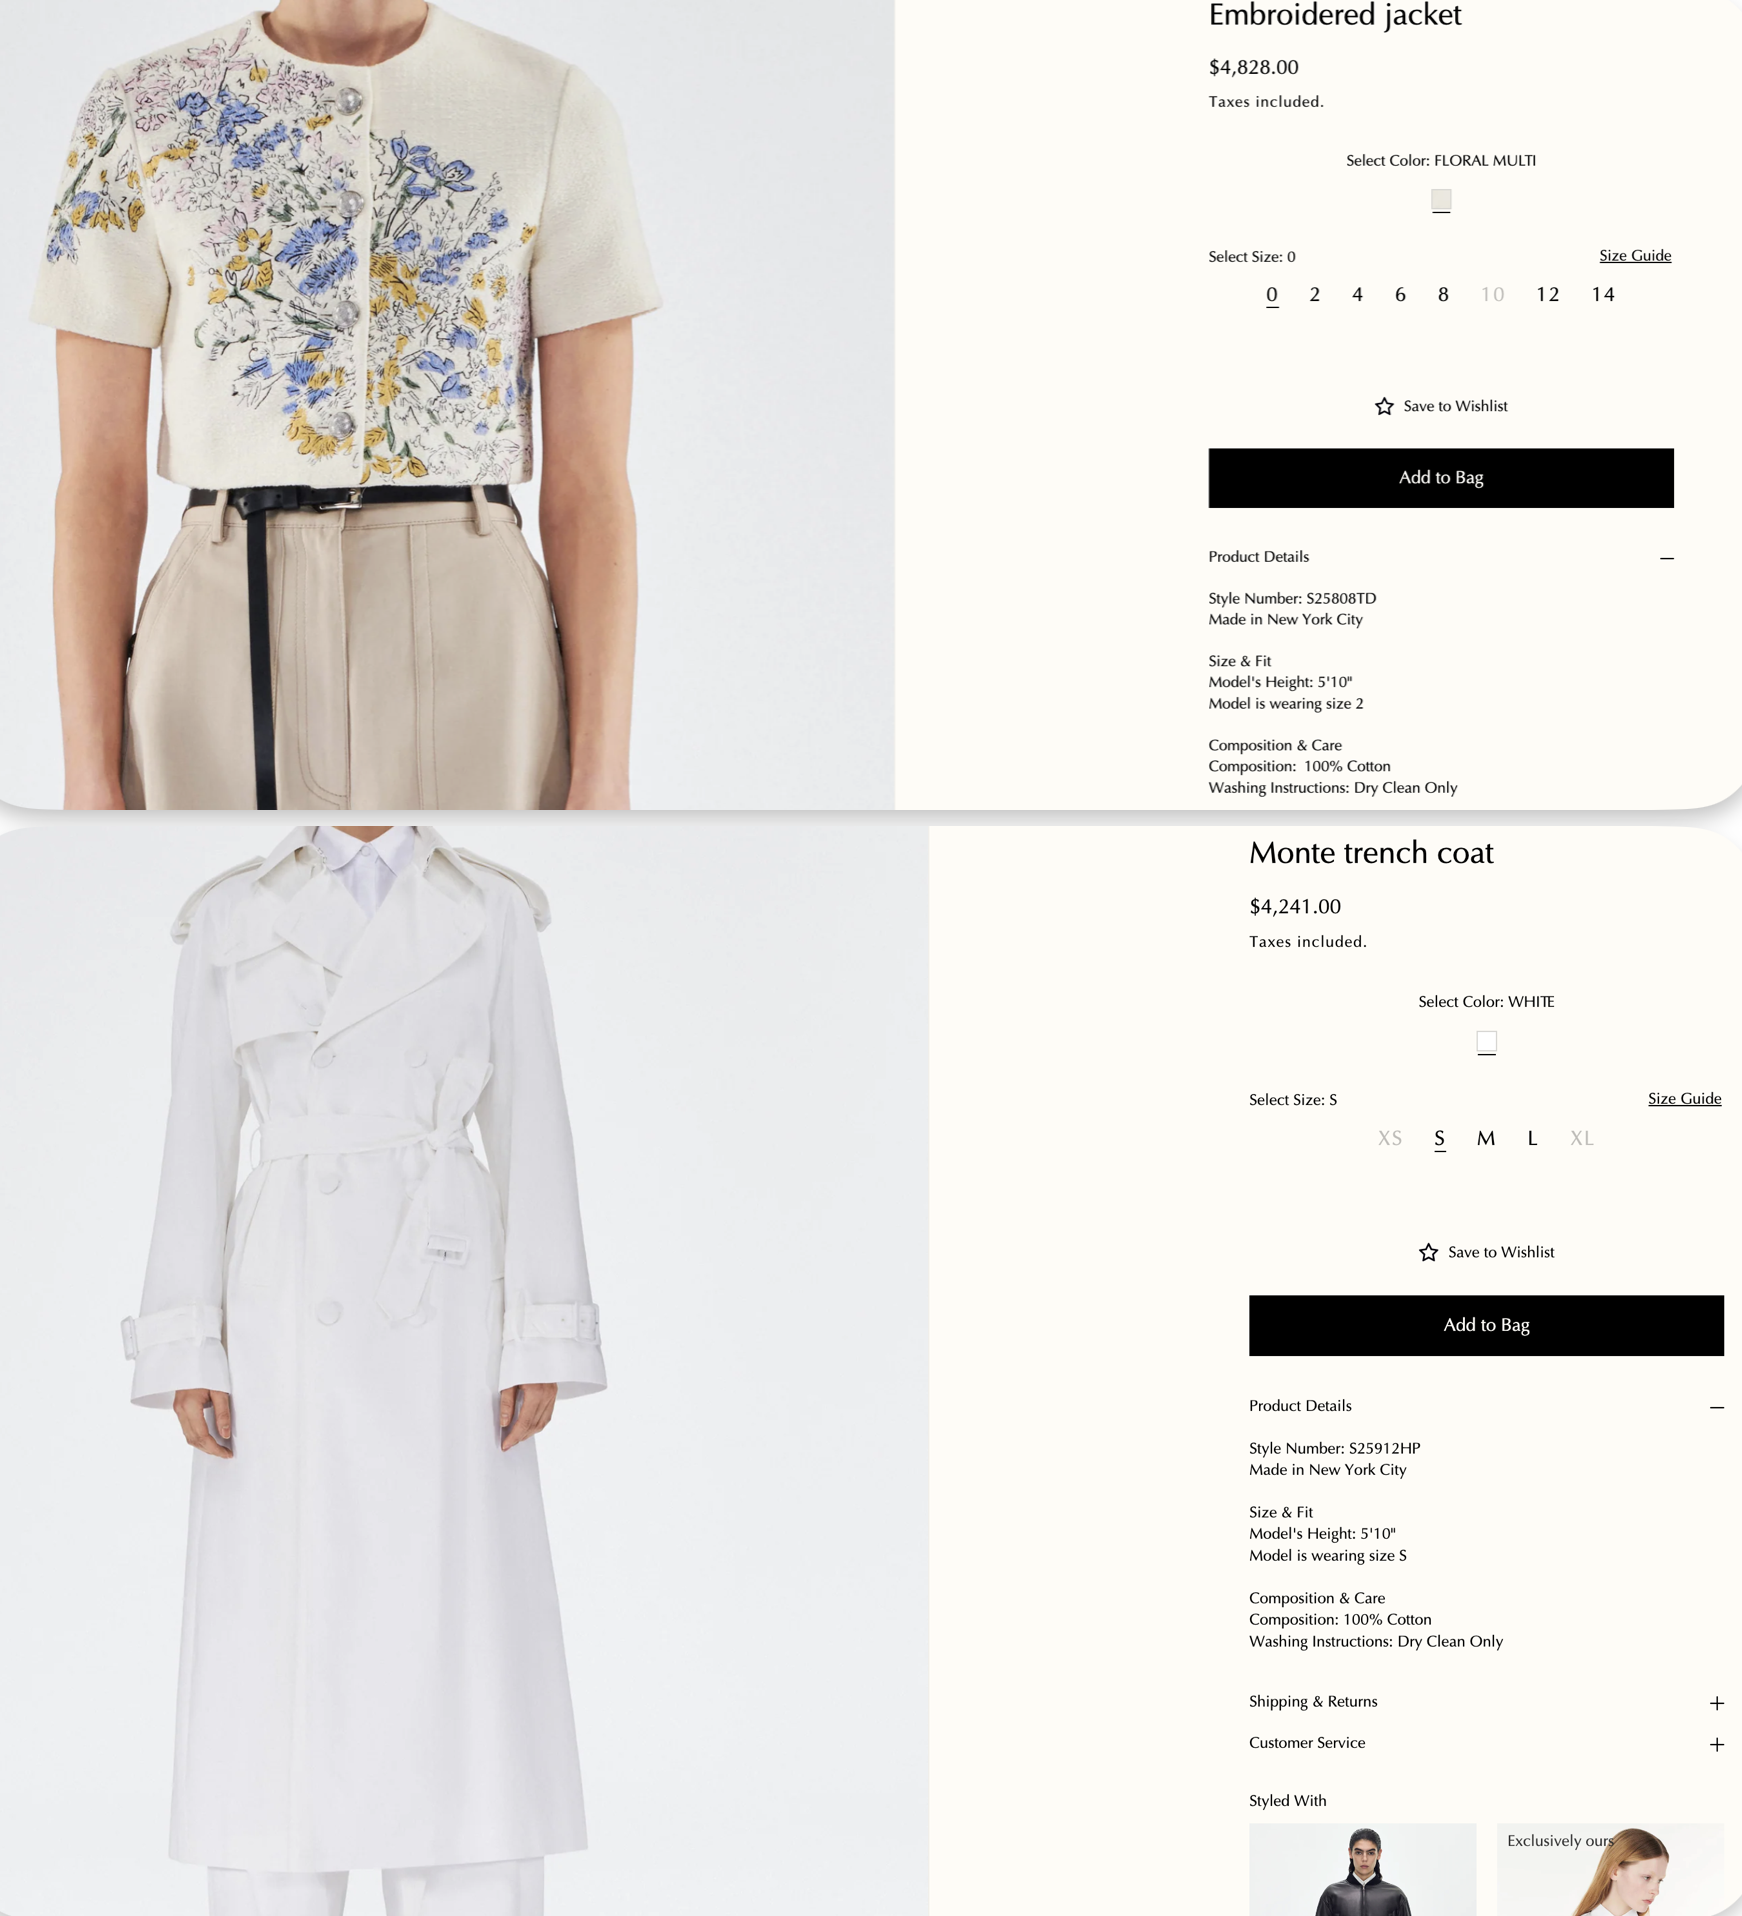 Embroidered jacket
$4,828.00
Taxes included.
Select Color: FLORAL MULTI
Select Size: 0 Size Guide
0 2 4 6 8 10 12 14
Save to Wishlist
Add to Bag
Product Details
Style Number: S25808TD
Made in New York City
Size & Fit
Model's Height: 5'10"
Model is wearing size 2
Composition & Care
Composition: 100% Cotton
Washing Instructions: Dry Clean Only
Monte trench coat
$4,241.00
Taxes included.
Select Color: WHITE
Select Size: S Size Guide
XS S M L XL
Save to Wishlist
Add to Bag
Product Details
Style Number: S25912HP
Made in New York City
Size & Fit
Model's Height: 5'10"
Model is wearing size S
Composition & Care
Composition: 100% Cotton
Washing Instructions: Dry Clean Only
Shipping & Returns
Customer Service
Styled With
Exclusively ours